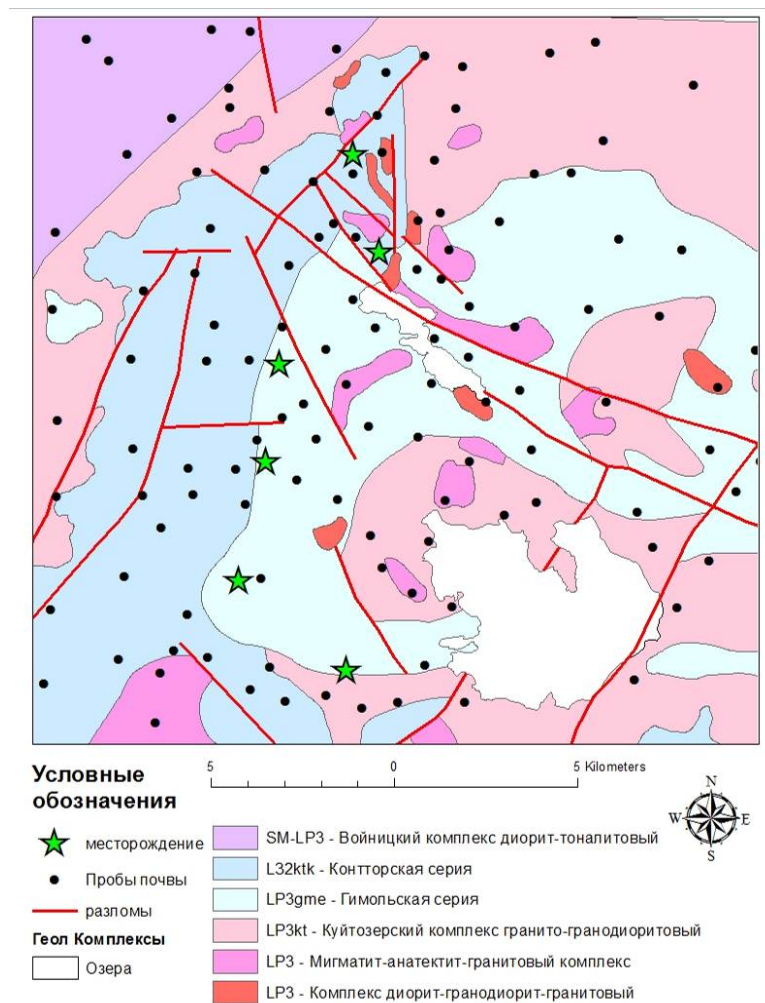 Условные
обозначения
месторождение
Пробы почвы
разломы
Геол Комплексы
Озера
5 0 5 Kilometers
SM-LP3 - Войницкий комплекс диорит-тоналитовый
L32ktk - Контторская серия
LP3gme - Гимольская серия
LP3kt - Куйтозерский комплекс гранито-гранодиоритовый
LP3 - Мигматит-анатектит-гранитовый комплекс
LP3 - Комплекс диорит-гранодиорит-гранитовый
N
W E
S